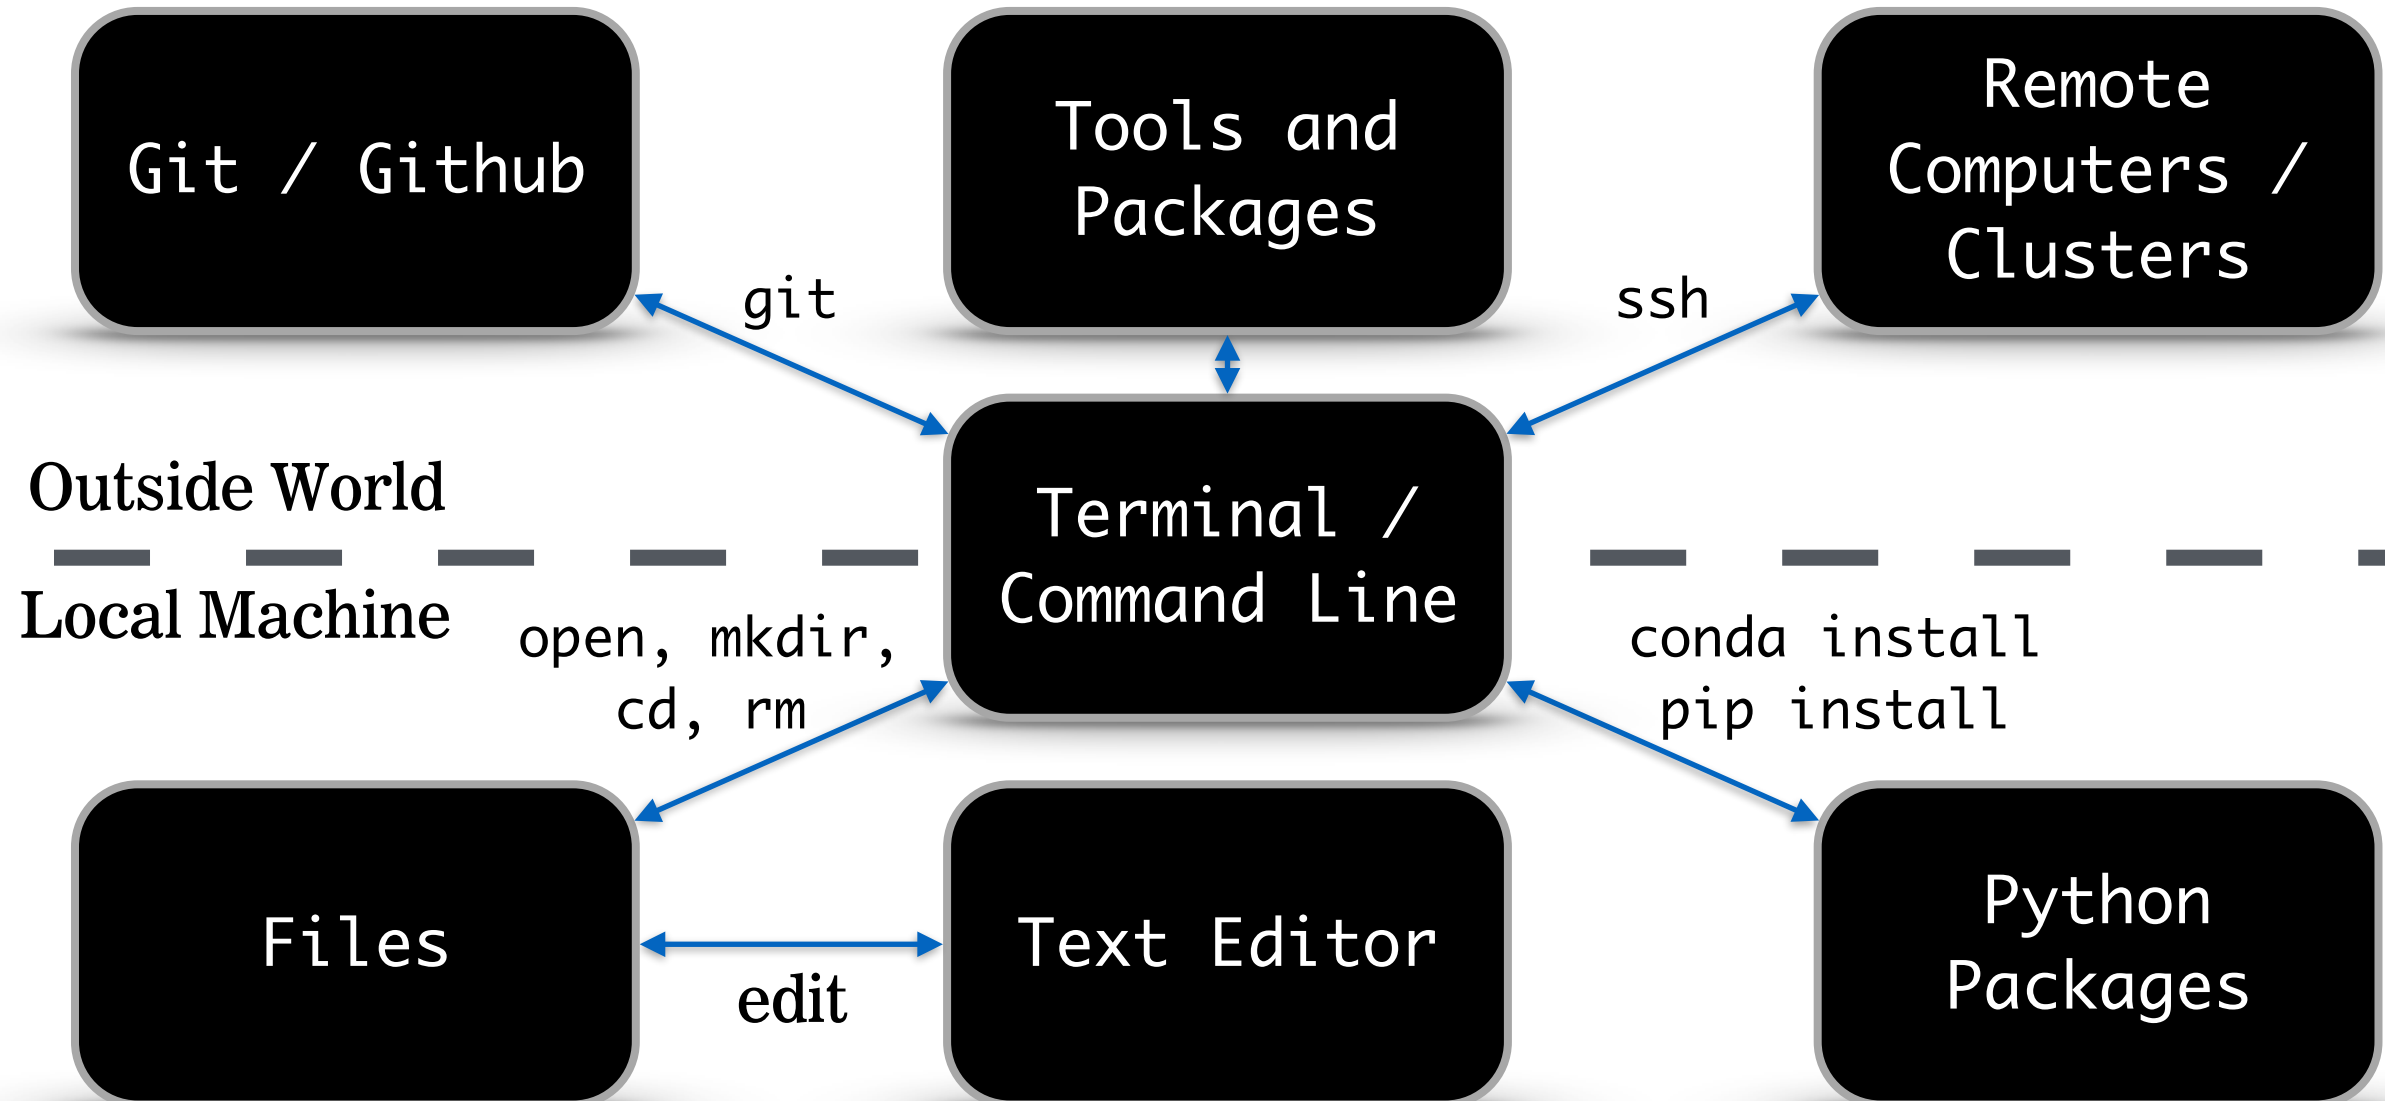 Git / Github
Tools and
Packages
Remote
Computers /
Clusters
git
ssh
Outside World
Terminal /
Command Line
Local Machine
open, mkdir,
cd, rm
conda install
pip install
Files
edit
Text Editor
Python
Packages